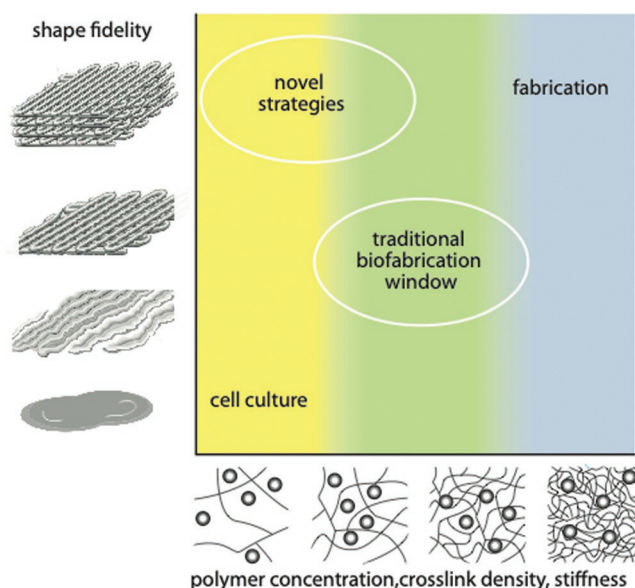 shape fidelity
novel
strategies
fabrication
traditional
biofabrication
window
cell culture
polymer concentration,crosslink density, stiffness